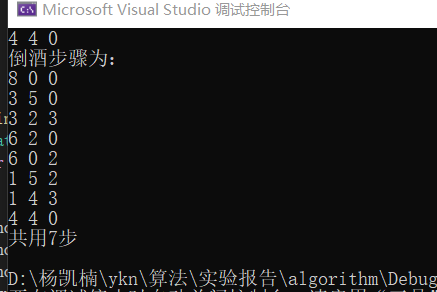 Microsoft Visual Studio 调试控制台
4 4 0
倒酒步骤为:
8 0 0
3 5 0
3 2 3
6 2 0
6 0 2
1 5 2
1 4 3
4 4 0
共用7步
D:\杨凯楠\ykn\算法\实验报告\algorithm\Debug